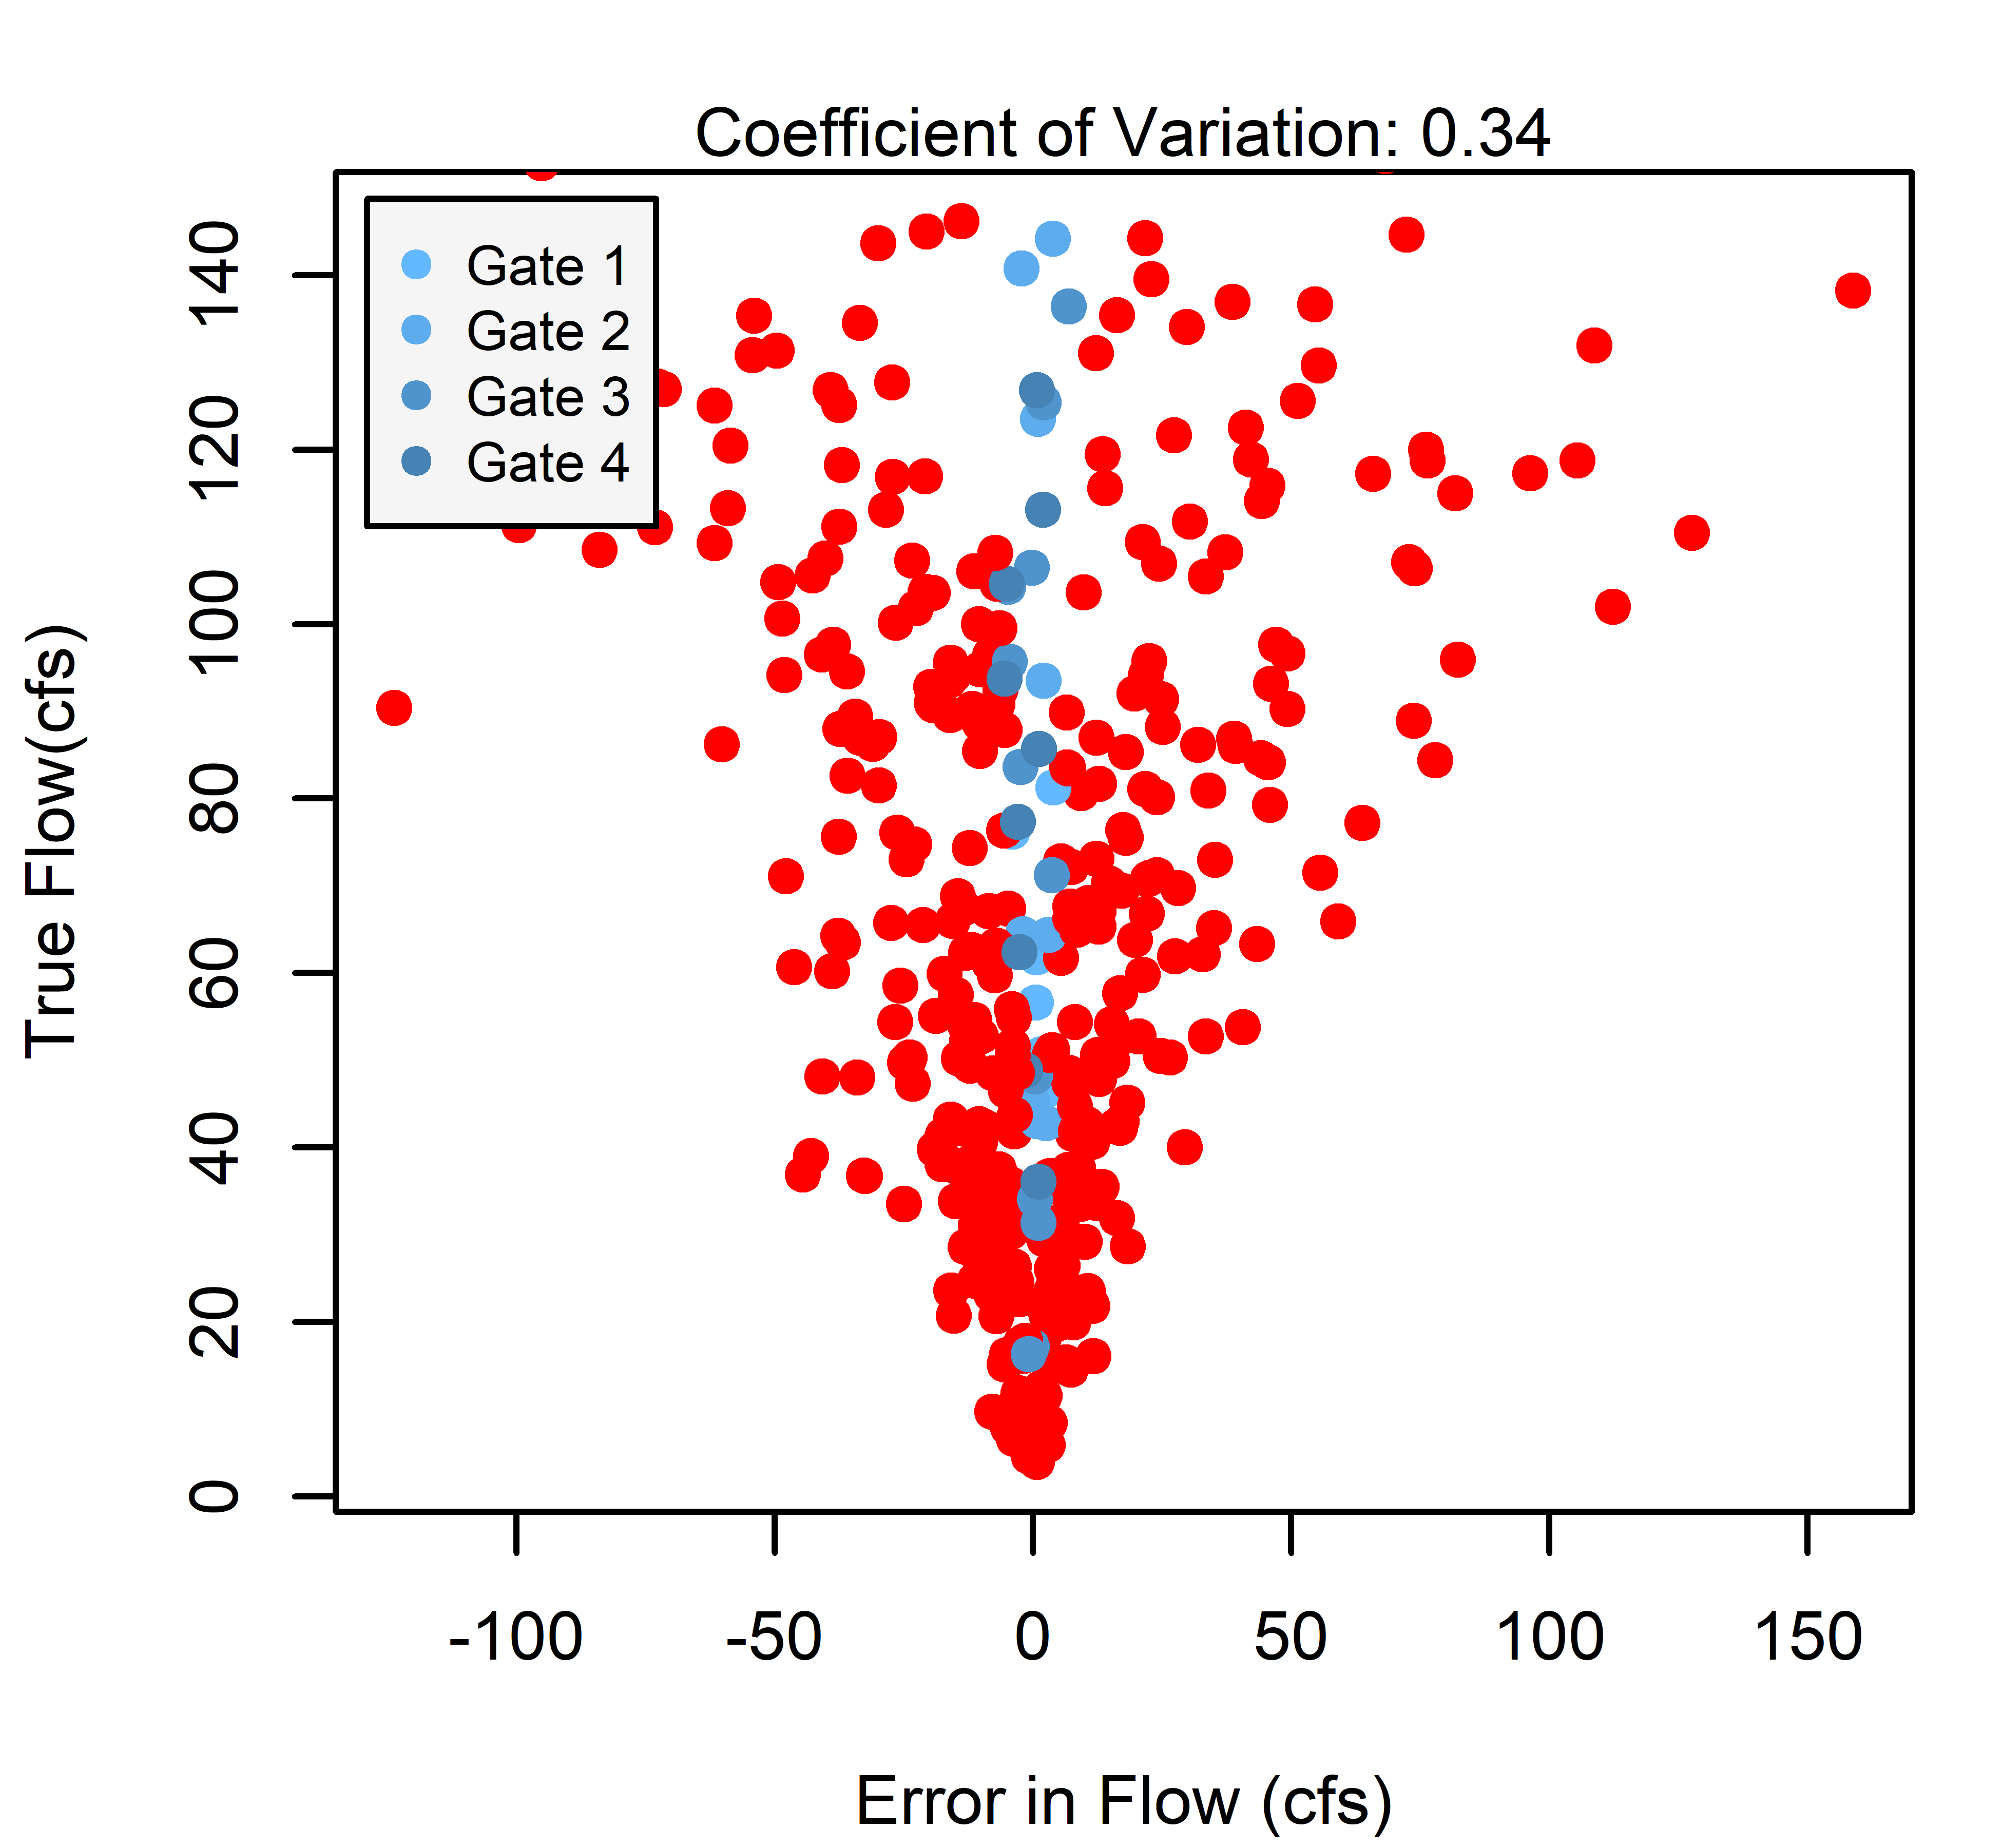 Coefficient of Variation: 0.34
Gate 1
Gate 2
Gate 3
Gate 4
True Flow(cfs)
140
120
100
80
60
40
20
0
-100 -50 0 50 100 150
Error in Flow (cfs)